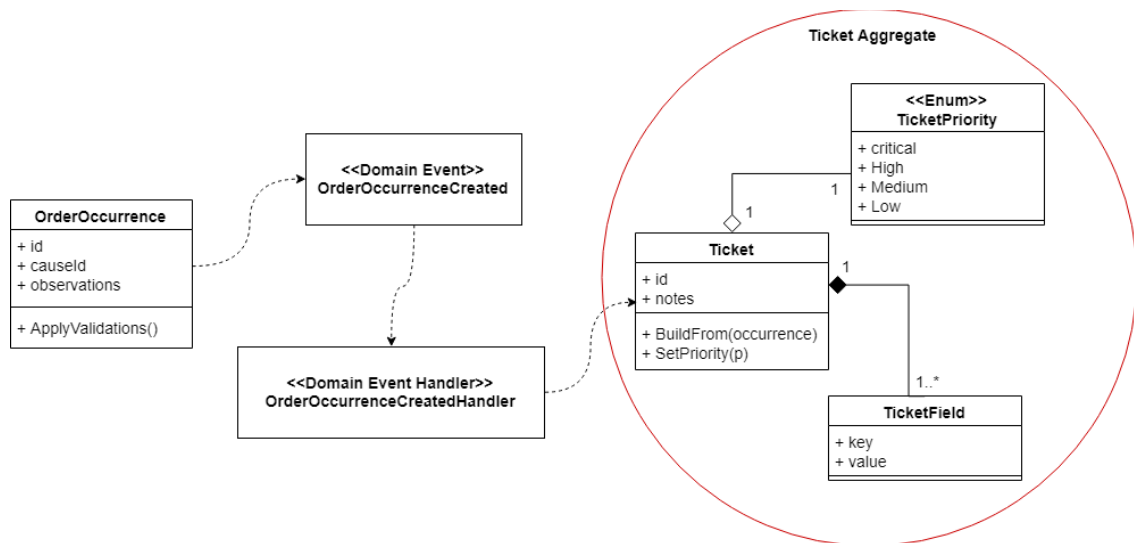 Ticket Aggregate
<<Enum>>
TicketPriority
+ critical
+ High
+ Medium
+ Low
<<Domain Event>>
OrderOccurrenceCreated
OrderOccurrence
+ id
+ causeId
+ observations
+ ApplyValidations()
1
1
Ticket
+ id
+ notes
+ BuildFrom(occurrence)
+ SetPriority(p)
1
<<Domain Event Handler>>
OrderOccurrenceCreatedHandler
1..*
TicketField
+ key
+ value